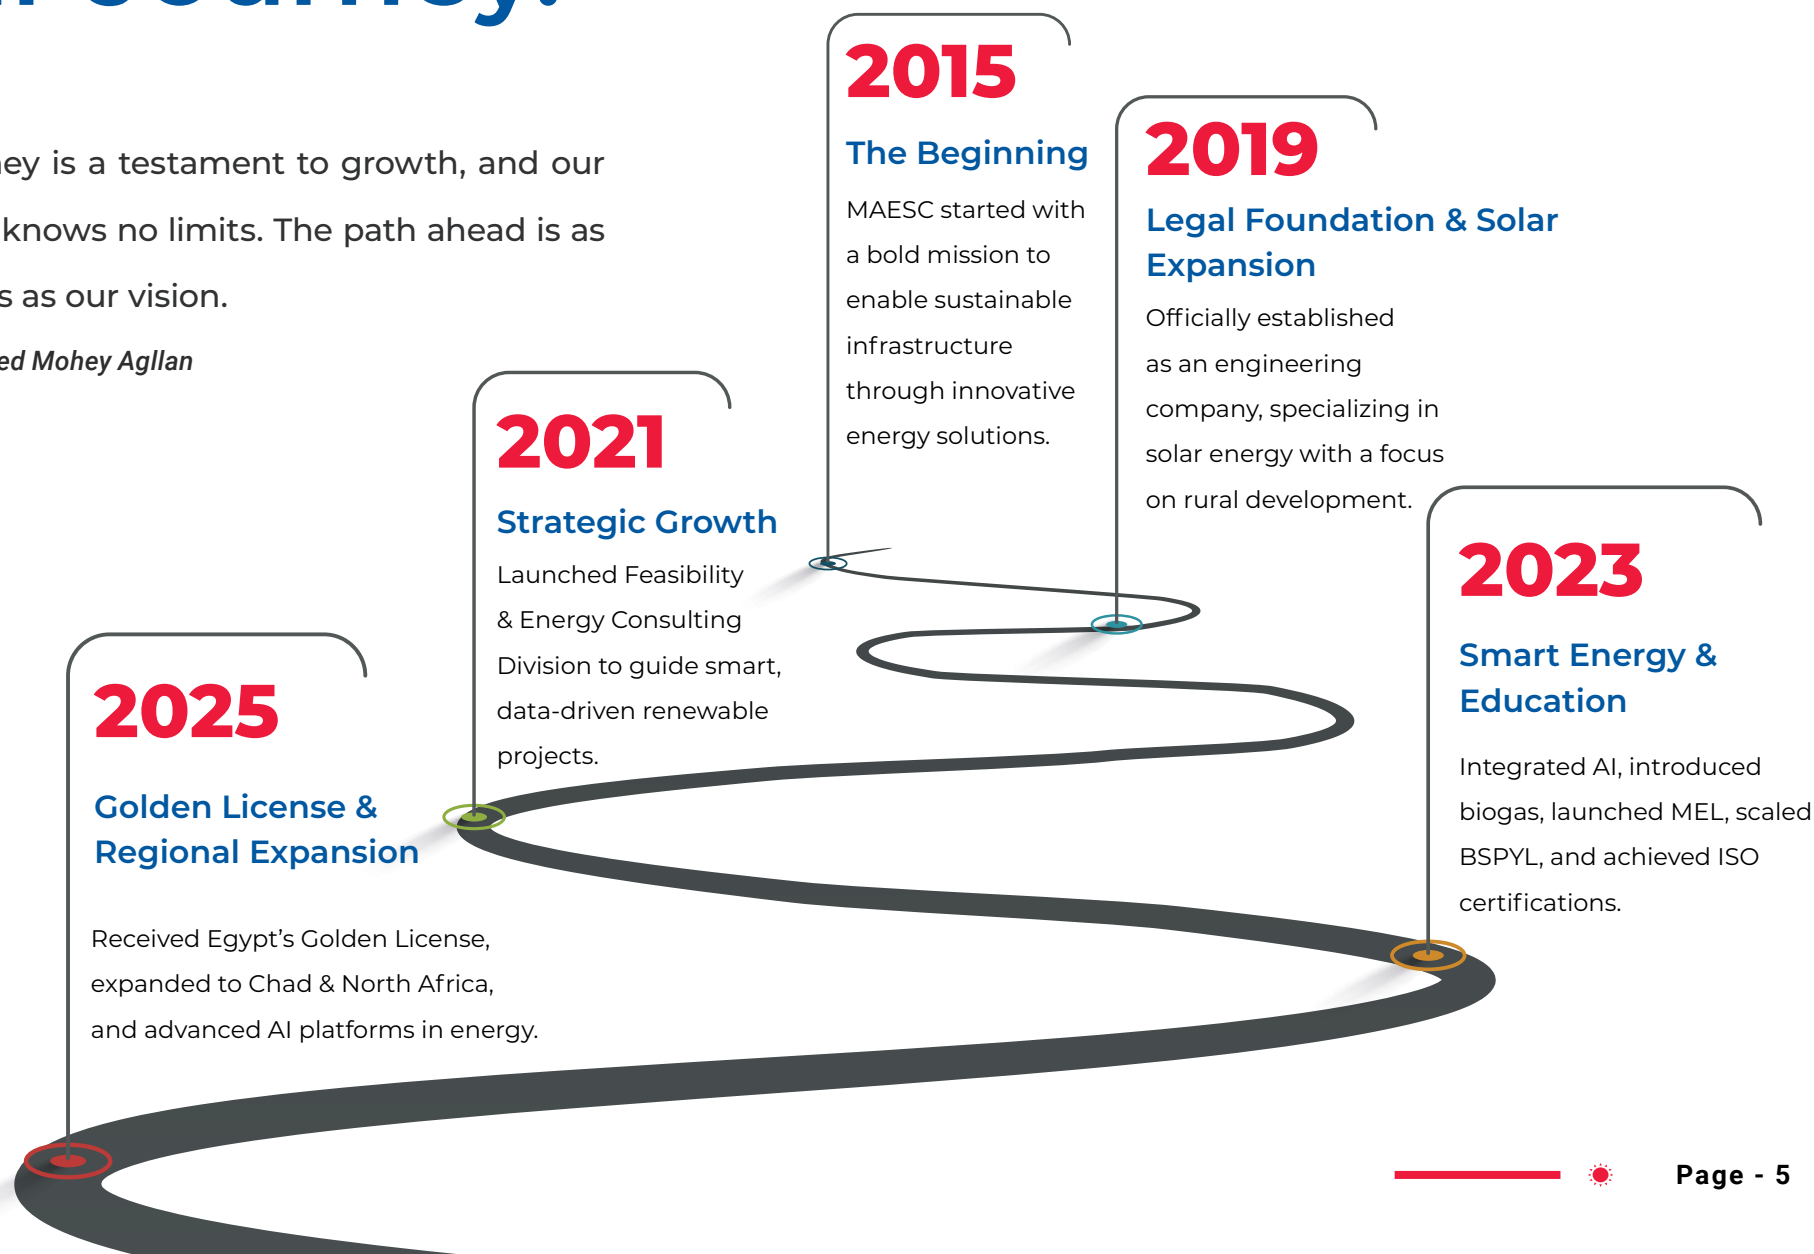 Journey.
ney is a testament to growth, and our
knows no limits. The path ahead is as
s as our vision.
ed Mohey Agllan
2015
The Beginning
MAESC started with
a bold mission to
enable sustainable
infrastructure
through innovative
energy solutions.
2019
Legal Foundation & Solar
Expansion
Officially established
as an engineering
company, specializing in
solar energy with a focus
on rural development.
2021
Strategic Growth
Launched Feasibility
& Energy Consulting
Division to guide smart,
data-driven renewable
projects.
2023
Smart Energy &
Education
Integrated AI, introduced
biogas, launched MEL, scaled
BSPYL, and achieved ISO
certifications.
2025
Golden License &
Regional Expansion
Received Egypt’s Golden License,
expanded to Chad & North Africa,
and advanced AI platforms in energy.
Page - 5